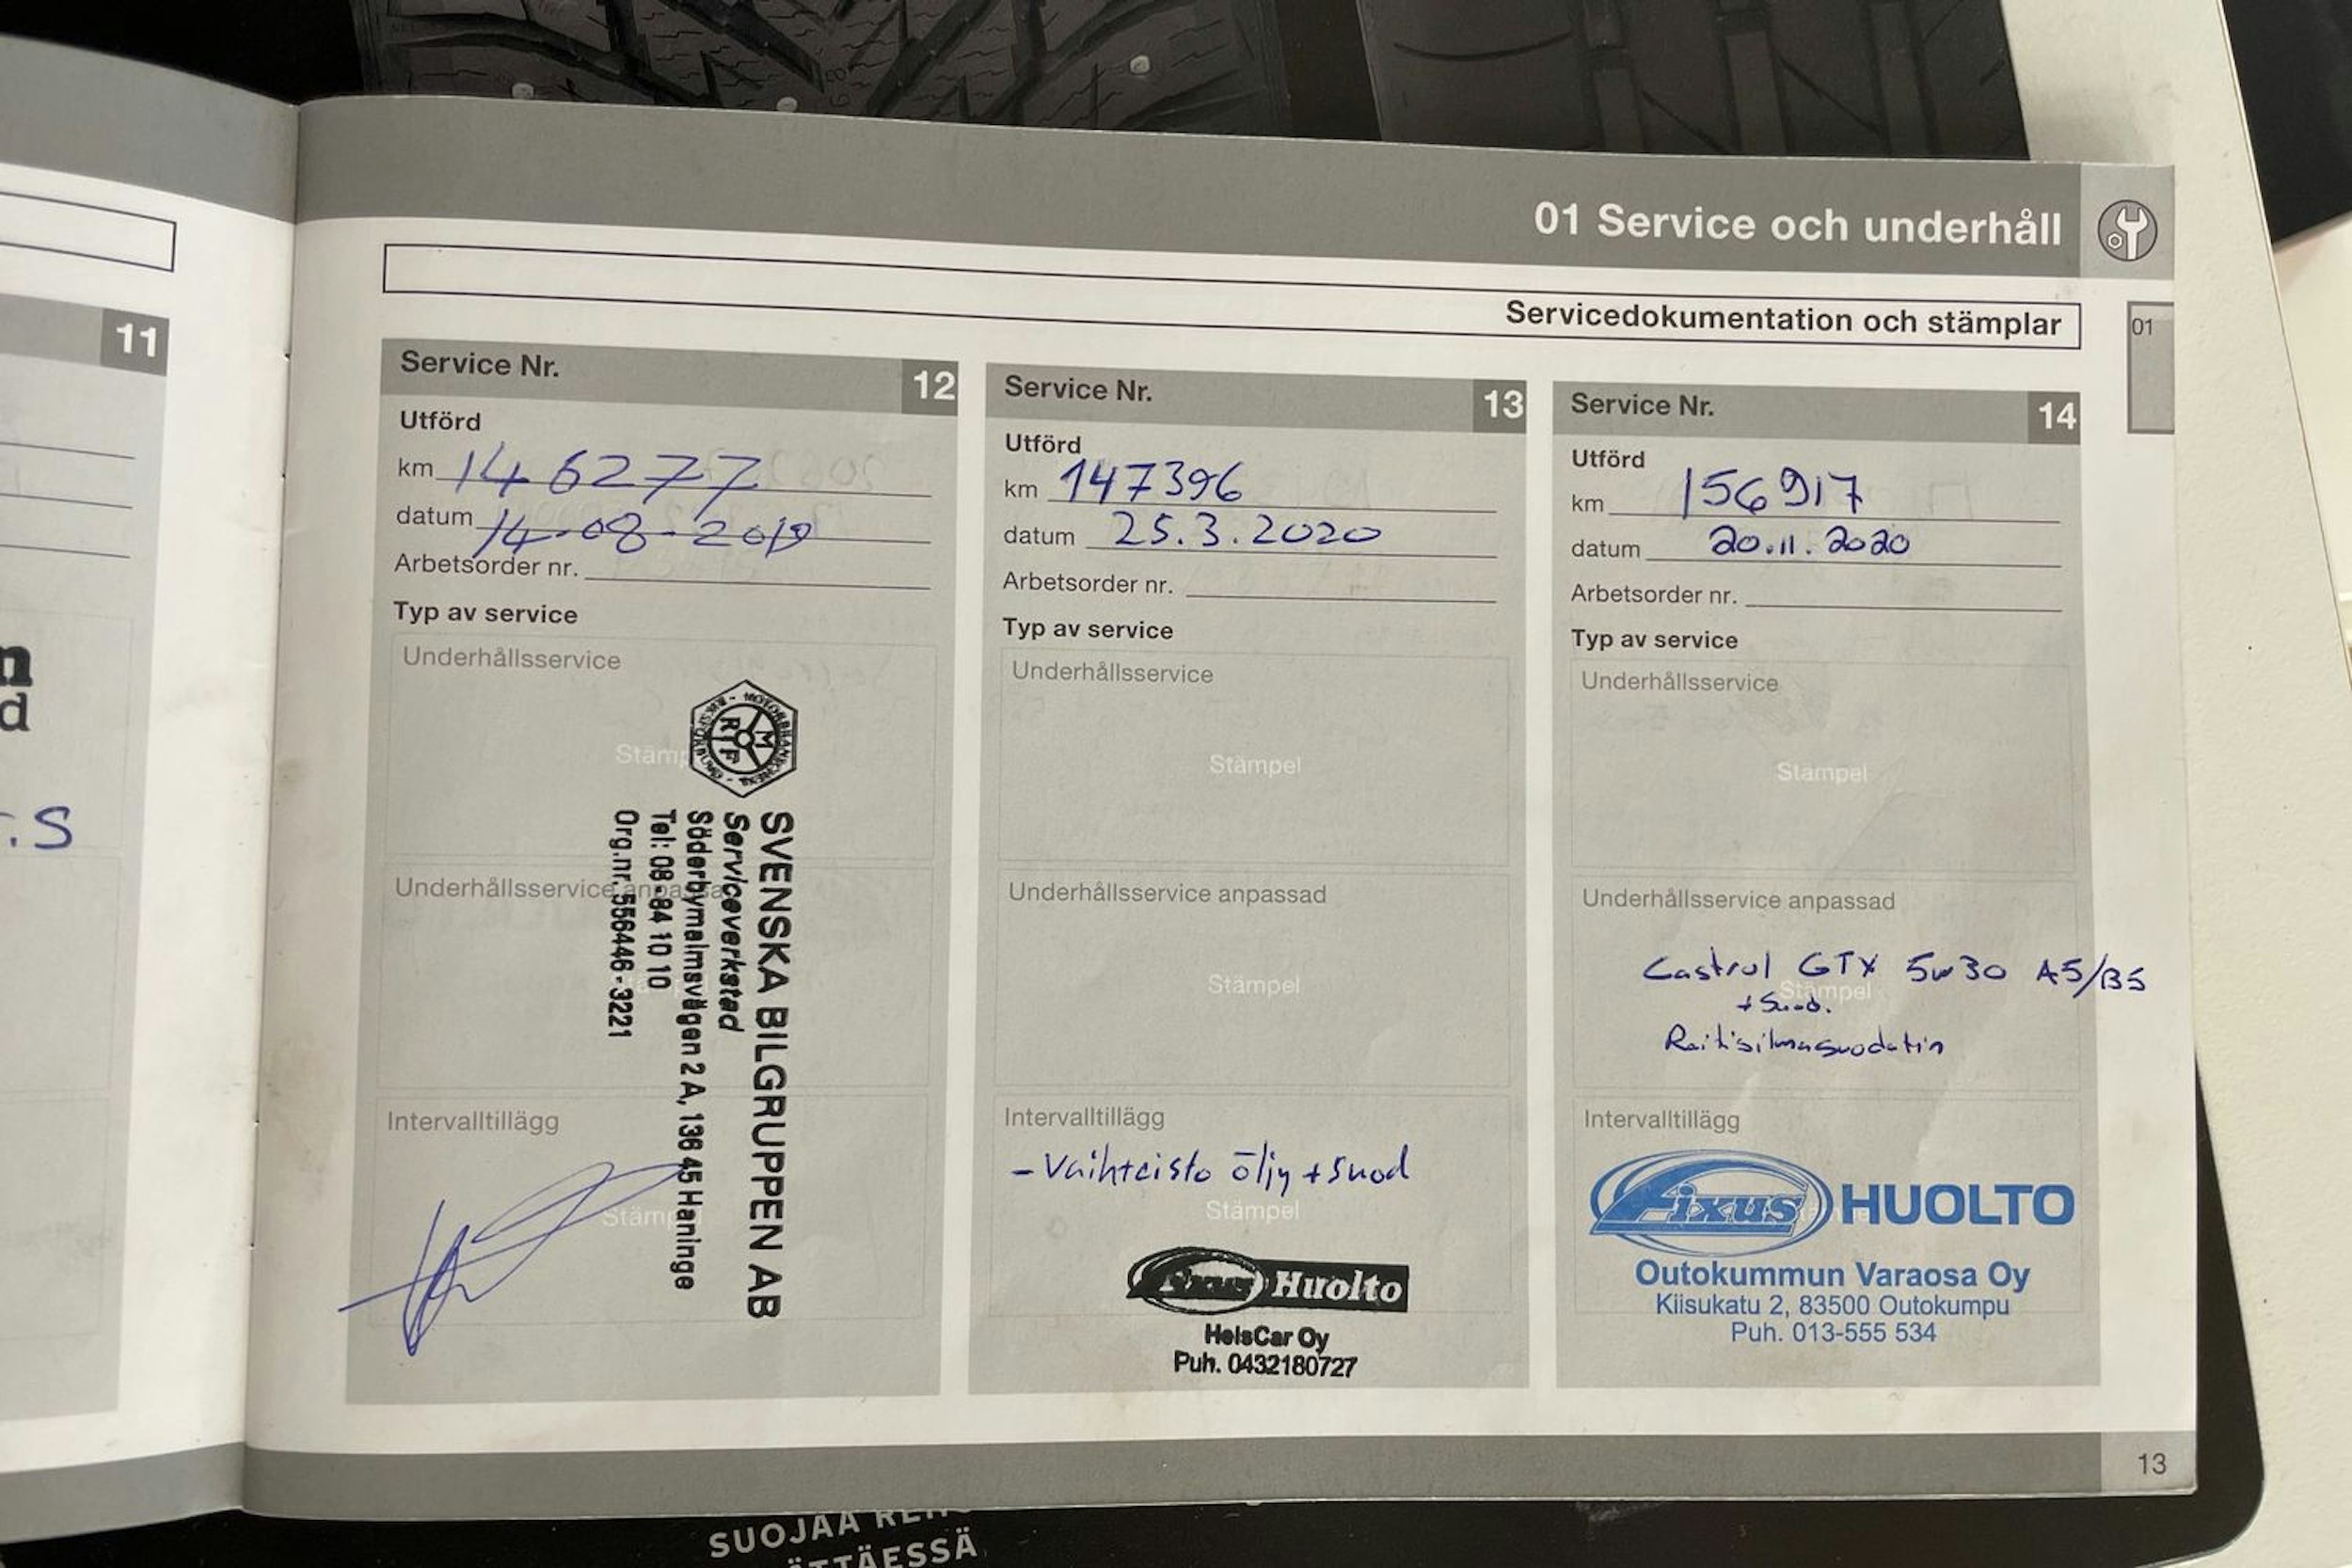 01 Service och underhåll
Servicedokumentation och stämplar
01
11
n
d
.S
Service Nr. 12
Utförd
km 146277
datum 14-08-2019
Arbetsorder nr.
Typ av service
Underhållsservice
Stämpel
Underhållsservice anpassad
Intervalltillägg
Stämpel
SVENSKA BILGRUPPEN AB
Serviceverkstad
Söderbymalmsvägen 2 A, 136 45 Haninge
Tel: 08-84 10 10
Org.nr. 556446-3221
Service Nr. 13
Utförd
km 147396
datum 25.3.2020
Arbetsorder nr.
Typ av service
Underhållsservice
Stämpel
Underhållsservice anpassad
Stämpel
Intervalltillägg
- Vaihteisto öljy + suod
Stämpel
Fixus Huolto
HelsCar Oy
Puh. 0432180727
Service Nr. 14
Utförd
km 156917
datum 20.11.2020
Arbetsorder nr.
Typ av service
Underhållsservice
Stämpel
Underhållsservice anpassad
Castrol GTX 5w30 A5/B5
Stämpel
+ Suod.
Raitisilmasuodatin
Intervalltillägg
Fixus HUOLTO
Outokummun Varaosa Oy
Kiisukatu 2, 83500 Outokumpu
Puh. 013-555 534
13
SUOJAA